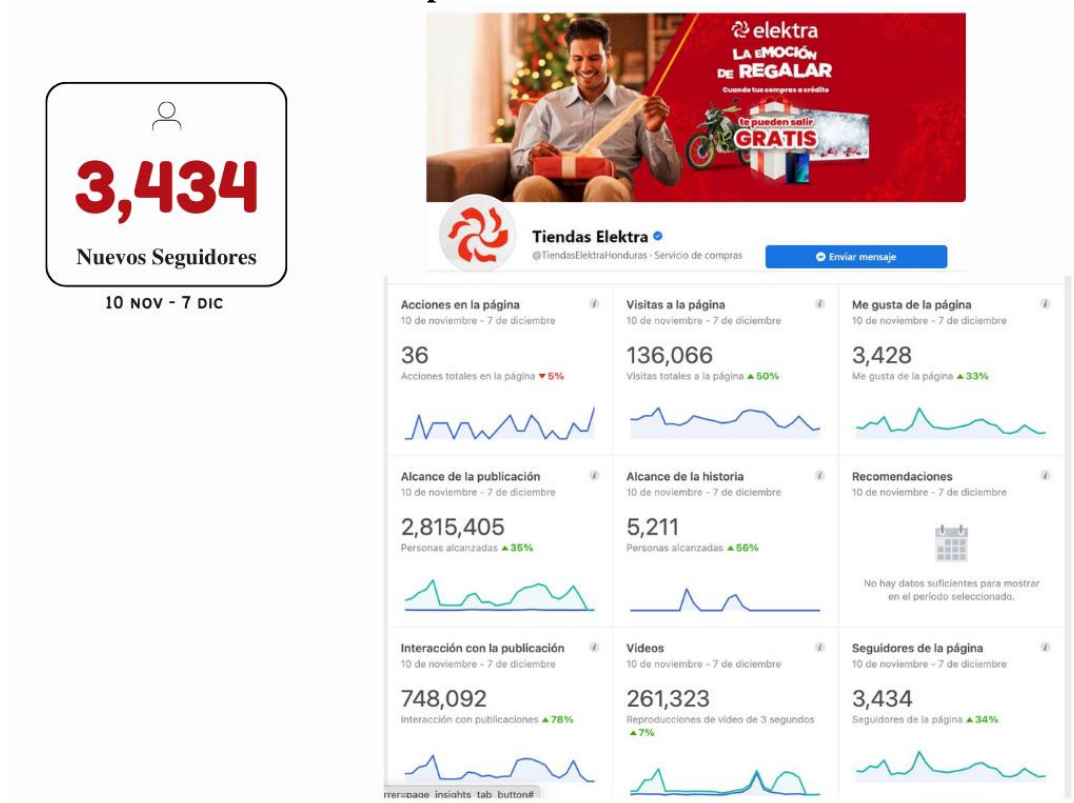 elektra
LA EMOCIÓN
DE REGALAR
Cuando tus compras a crédito
te pueden salir
GRATIS
3,434
Nuevos Seguidores
10 NOV - 7 DIC
Tiendas Elektra
@TiendasElektraHonduras · Servicio de compras
Enviar mensaje
Acciones en la página
10 de noviembre - 7 de diciembre
36
Acciones totales en la página ▼5%
Visitas a la página
10 de noviembre - 7 de diciembre
136,066
Visitas totales a la página ▲50%
Me gusta de la página
10 de noviembre - 7 de diciembre
3,428
Me gusta de la página ▲33%
Alcance de la publicación
10 de noviembre - 7 de diciembre
2,815,405
Personas alcanzadas ▲35%
Alcance de la historia
10 de noviembre - 7 de diciembre
5,211
Personas alcanzadas ▲56%
Recomendaciones
10 de noviembre - 7 de diciembre
No hay datos suficientes para mostrar
en el período seleccionado.
Interacción con la publicación
10 de noviembre - 7 de diciembre
748,092
Interacción con publicaciones ▲78%
Videos
10 de noviembre - 7 de diciembre
261,323
Reproducciones de video de 3 segundos
▲7%
Seguidores de la página
10 de noviembre - 7 de diciembre
3,434
Seguidores de la página ▲34%
rrer=page_insights_tab_button#